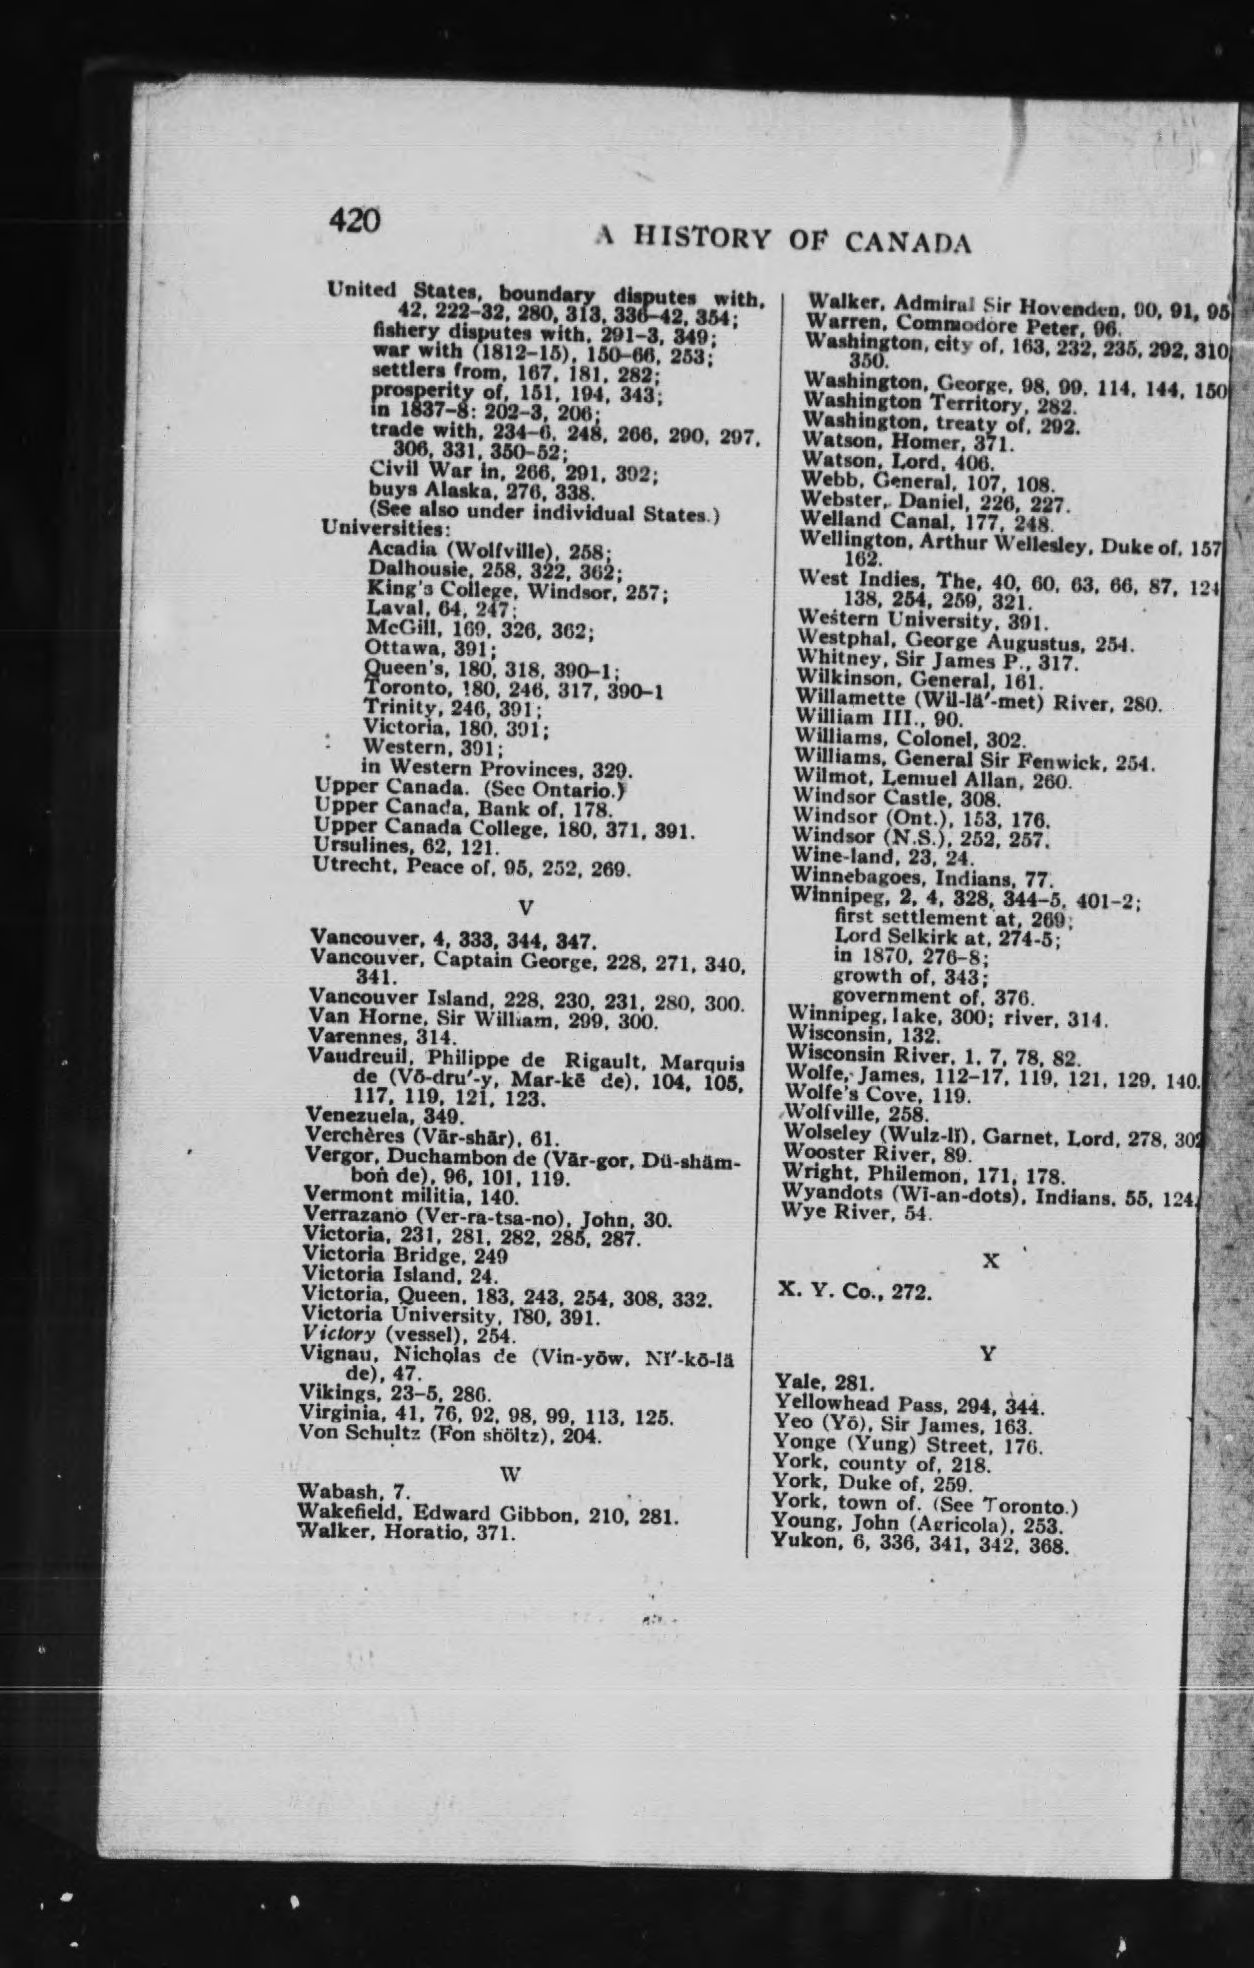 420
A HISTORY OF CANADA
United States, boundary disputes with,
42, 222-32, 280, 313, 336-42, 354;
fishery disputes with, 291-3, 349;
war with (1812-15), 150-66, 253;
settlers from, 167, 181, 282;
prosperity of, 151, 194, 343;
in 1837-8: 202-3, 206;
trade with, 234-6, 248, 266, 290, 297,
306, 331, 350-52;
Civil War in, 266, 291, 392;
buys Alaska, 276, 338.
(See also under individual States.)
Universities:
Acadia (Wolfville), 258;
Dalhousie, 258, 322, 362;
King's College, Windsor, 257;
Laval, 64, 247;
McGill, 169, 326, 362;
Ottawa, 391;
Queen's, 180, 318, 390-1;
Toronto, 180, 246, 317, 390-1
Trinity, 246, 391;
Victoria, 180, 391;
Western, 391;
in Western Provinces, 329.
Upper Canada. (See Ontario.)
Upper Canada, Bank of, 178.
Upper Canada College, 180, 371, 391.
Ursulines, 62, 121.
Utrecht, Peace of, 95, 252, 269.
V
Vancouver, 4, 333, 344, 347.
Vancouver, Captain George, 228, 271, 340,
341.
Vancouver Island, 228, 230, 231, 280, 300.
Van Horne, Sir William, 299, 300.
Varennes, 314.
Vaudreuil, Philippe de Rigault, Marquis
de (Vō-dru'-y, Mar-kē de), 104, 105,
117, 119, 121, 123.
Venezuela, 349.
Verchères (Vār-shār), 61.
Vergor, Duchambon de (Vār-gor, Dü-shäm-
boṅ de), 96, 101, 119.
Vermont militia, 140.
Verrazano (Ver-ra-tsa-no), John, 30.
Victoria, 231, 281, 282, 285, 287.
Victoria Bridge, 249
Victoria Island, 24.
Victoria, Queen, 183, 243, 254, 308, 332.
Victoria University, 180, 391.
Victory (vessel), 254.
Vignau, Nicholas de (Vin-yōw, Nĭ'-kō-lä
de), 47.
Vikings, 23-5, 286.
Virginia, 41, 76, 92, 98, 99, 113, 125.
Von Schultz (Fon shöltz), 204.
W
Wabash, 7.
Wakefield, Edward Gibbon, 210, 281.
Walker, Horatio, 371.
Walker, Admiral Sir Hovenden, 90, 91, 95
Warren, Commodore Peter, 96.
Washington, city of, 163, 232, 235, 292, 310,
350.
Washington, George, 98, 99, 114, 144, 150
Washington Territory, 282.
Washington, treaty of, 292.
Watson, Homer, 371.
Watson, Lord, 406.
Webb, General, 107, 108.
Webster, Daniel, 226, 227.
Welland Canal, 177, 248.
Wellington, Arthur Wellesley, Duke of, 157
162.
West Indies, The, 40, 60, 63, 66, 87, 124
138, 254, 259, 321.
Western University, 391.
Westphal, George Augustus, 254.
Whitney, Sir James P., 317.
Wilkinson, General, 161.
Willamette (Wil-lä'-met) River, 280.
William III., 90.
Williams, Colonel, 302.
Williams, General Sir Fenwick, 254.
Wilmot, Lemuel Allan, 260.
Windsor Castle, 308.
Windsor (Ont.), 153, 176.
Windsor (N.S.), 252, 257.
Wine-land, 23, 24.
Winnebagoes, Indians, 77.
Winnipeg, 2, 4, 328, 344-5, 401-2;
first settlement at, 269;
Lord Selkirk at, 274-5;
in 1870, 276-8;
growth of, 343;
government of, 376.
Winnipeg, lake, 300; river, 314.
Wisconsin, 132.
Wisconsin River, 1, 7, 78, 82.
Wolfe, James, 112-17, 119, 121, 129, 140.
Wolfe's Cove, 119.
Wolfville, 258.
Wolseley (Wulz-lĭ), Garnet, Lord, 278, 302
Wooster River, 89.
Wright, Philemon, 171, 178.
Wyandots (Wī-an-dots), Indians, 55, 124,
Wye River, 54.
X
X. Y. Co., 272.
Y
Yale, 281.
Yellowhead Pass, 294, 344.
Yeo (Yō), Sir James, 163.
Yonge (Yung) Street, 176.
York, county of, 218.
York, Duke of, 259.
York, town of. (See Toronto.)
Young, John (Agricola), 253.
Yukon, 6, 336, 341, 342, 368.